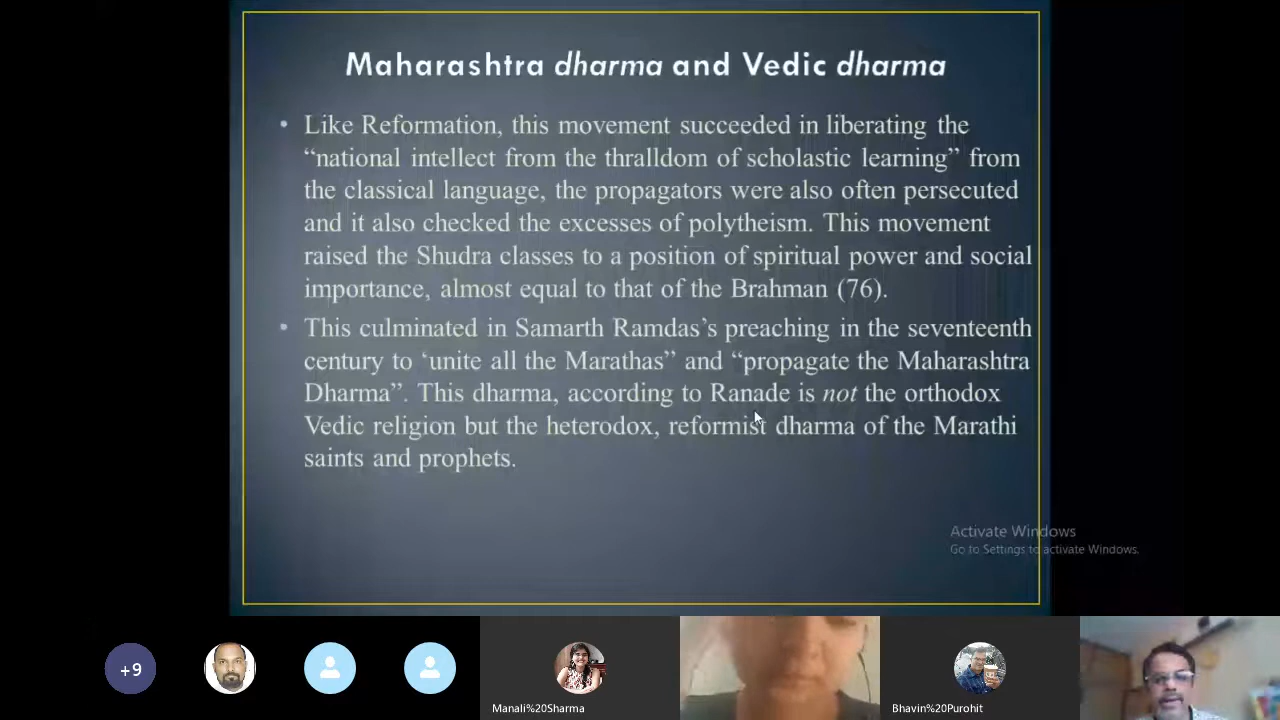 Maharashtra dharma and Vedic dharma
• Like Reformation, this movement succeeded in liberating the
“national intellect from the thralldom of scholastic learning” from
the classical language, the propagators were also often persecuted
and it also checked the excesses of polytheism. This movement
raised the Shudra classes to a position of spiritual power and social
importance, almost equal to that of the Brahman (76).
• This culminated in Samarth Ramdas’s preaching in the seventeenth
century to ‘unite all the Marathas” and “propagate the Maharashtra
Dharma”. This dharma, according to Ranade is not the orthodox
Vedic religion but the heterodox, reformist dharma of the Marathi
saints and prophets.
Activate Windows
Go to Settings to activate Windows.
+9
Manali%20Sharma
Bhavin%20Purohit